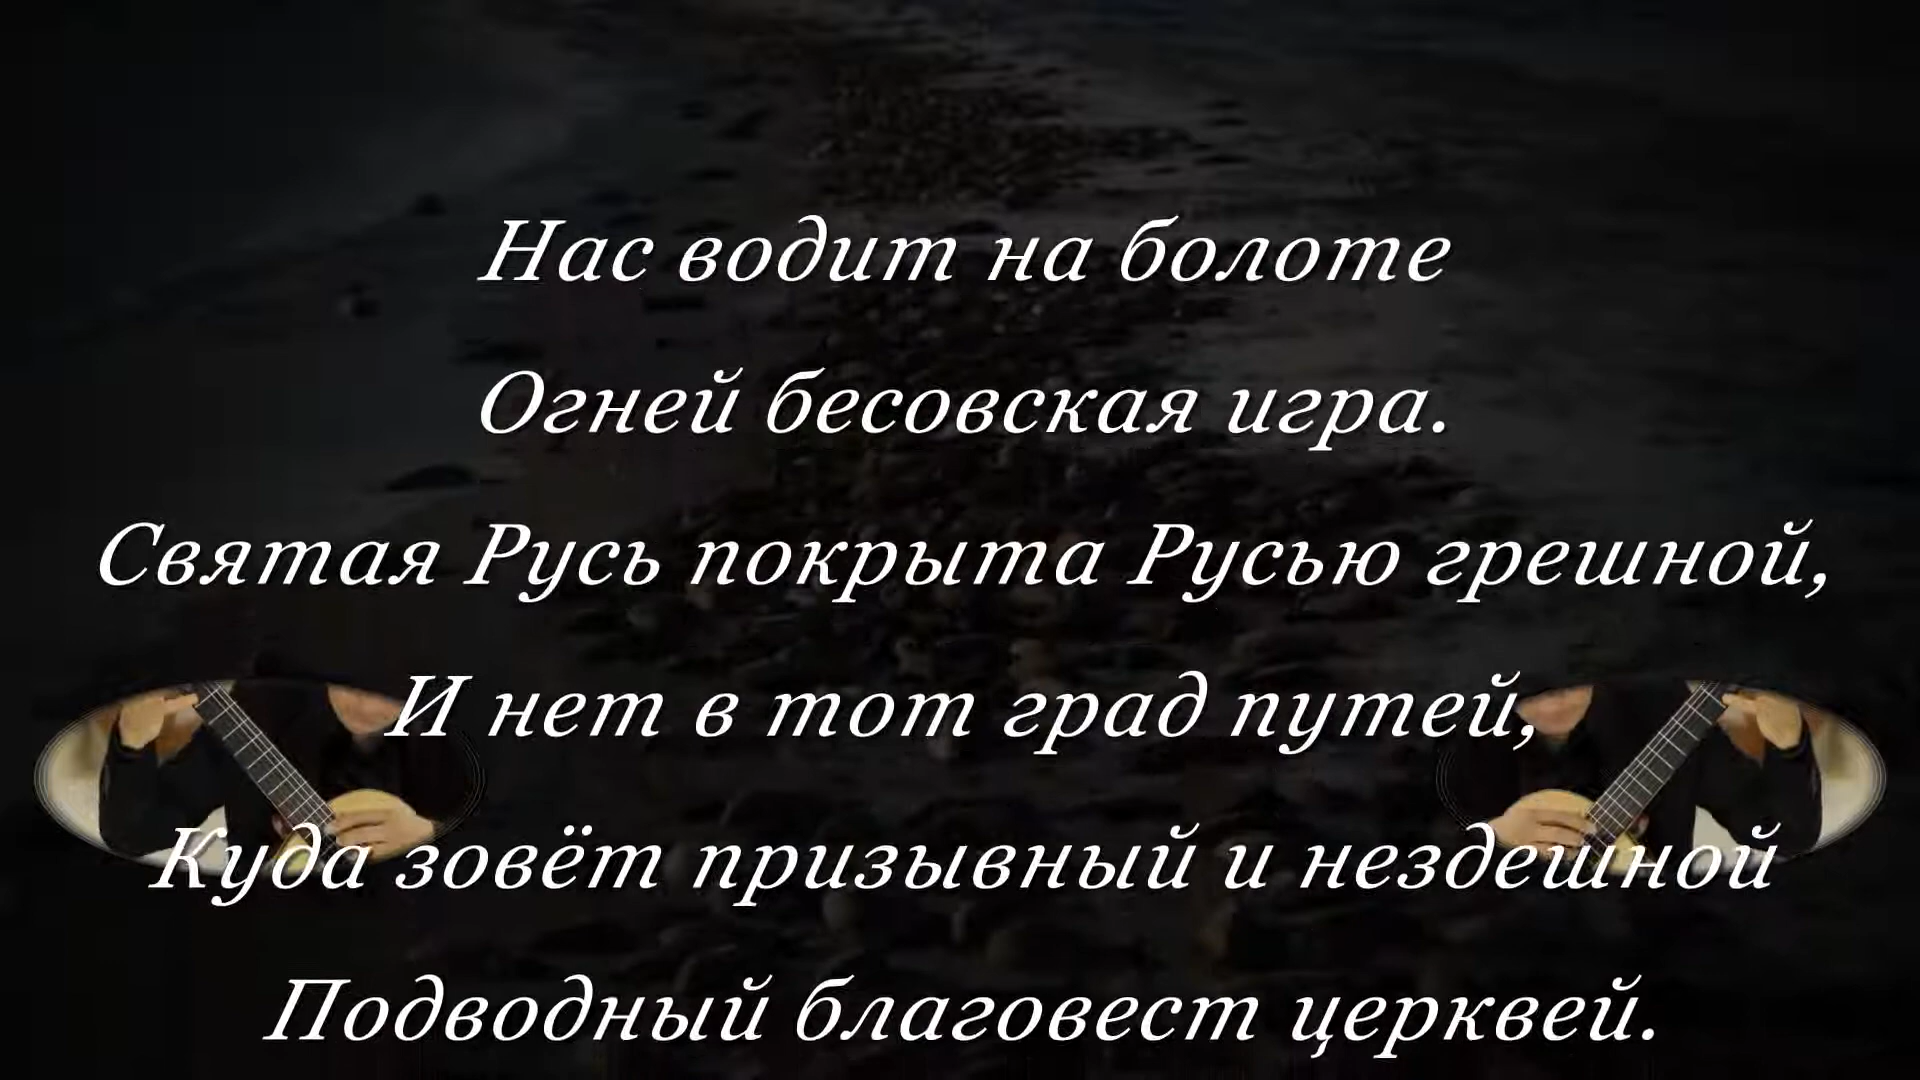 Нас водит на болоте
Огней бесовская игра.
Святая Русь покрыта Русью грешной,
И нет в тот град путей,
Куда зовёт призывный и нездешной
Подводный благовест церквей.